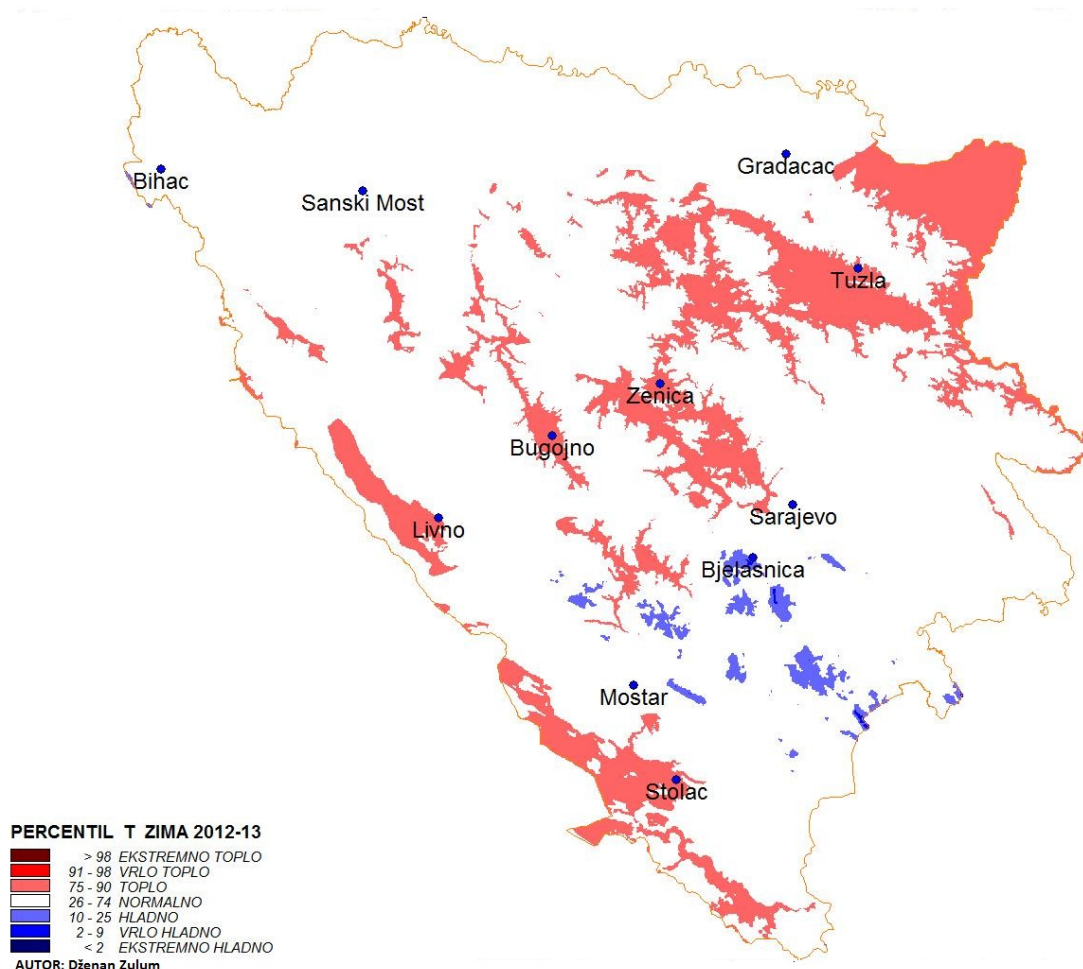 Gradacac
Bihac
Sanski Most
Tuzla
Zenica
Bugojno
Sarajevo
Livno
Bjelasnica
Mostar
Stolac
PERCENTIL T ZIMA 2012-13
> 98 EKSTREMNO TOPLO
91 - 98 VRLO TOPLO
75 - 90 TOPLO
26 - 74 NORMALNO
10 - 25 HLADNO
2 - 9 VRLO HLADNO
< 2 EKSTREMNO HLADNO
AUTOR: Dženan Zulum